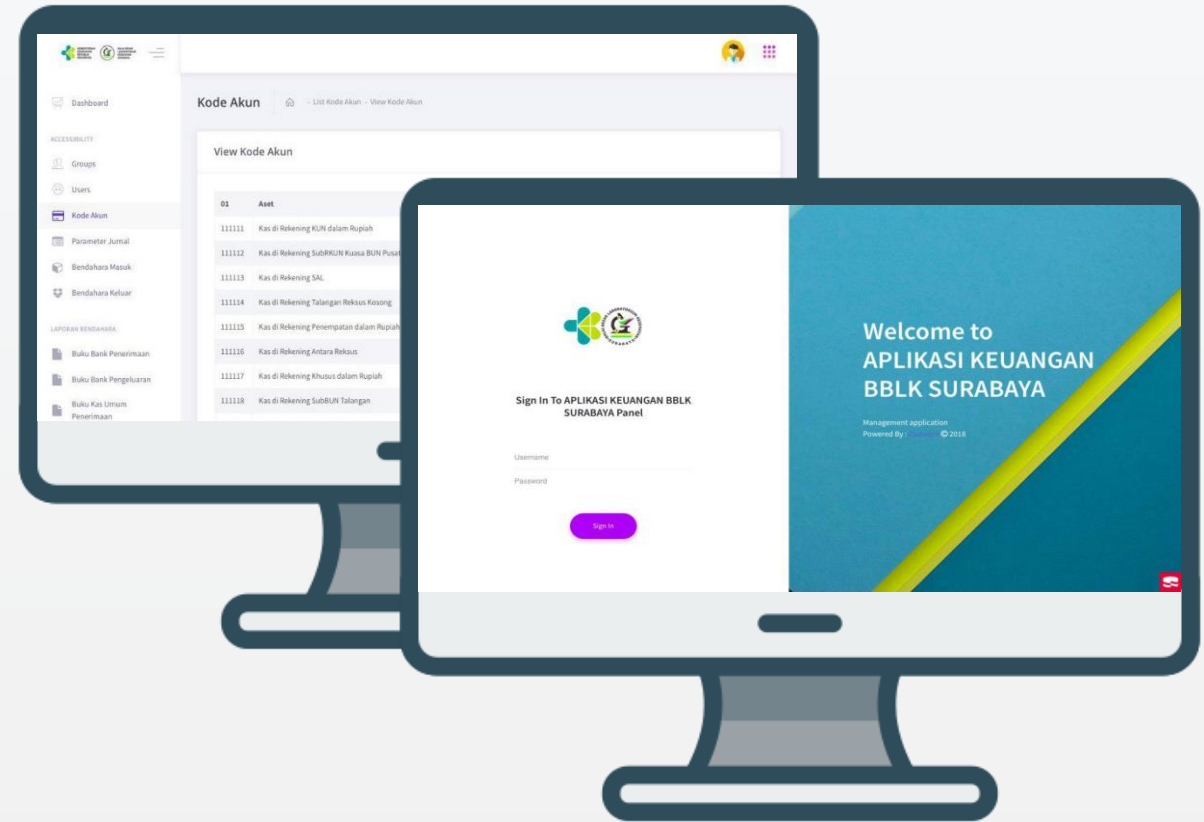 Dashboard
ACCESSIBILITY
Groups
Users
Kode Akun
Parameter Jurnal
Bendahara Masuk
Bendahara Keluar
LAPORAN BENDAHARA
Buku Bank Penerimaan
Buku Bank Pengeluaran
Buku Kas Umum
Penerimaan
Kode Akun - List Kode Akun - View Kode Akun
View Kode Akun
01 Aset
111111 Kas di Rekening KUN dalam Rupiah
111112 Kas di Rekening SubRKUN Kuasa BUN Pusat
111113 Kas di Rekening SAL
111114 Kas di Rekening Talangan Reksus Kosong
111115 Kas di Rekening Penempatan dalam Rupiah
111116 Kas di Rekening Antara Reksus
111117 Kas di Rekening Khusus dalam Rupiah
111118 Kas di Rekening SubBUN Talangan
Sign In To APLIKASI KEUANGAN BBLK
SURABAYA Panel
Username
Password
Sign In
Welcome to
APLIKASI KEUANGAN
BBLK SURABAYA
Management application
Powered By : © 2018